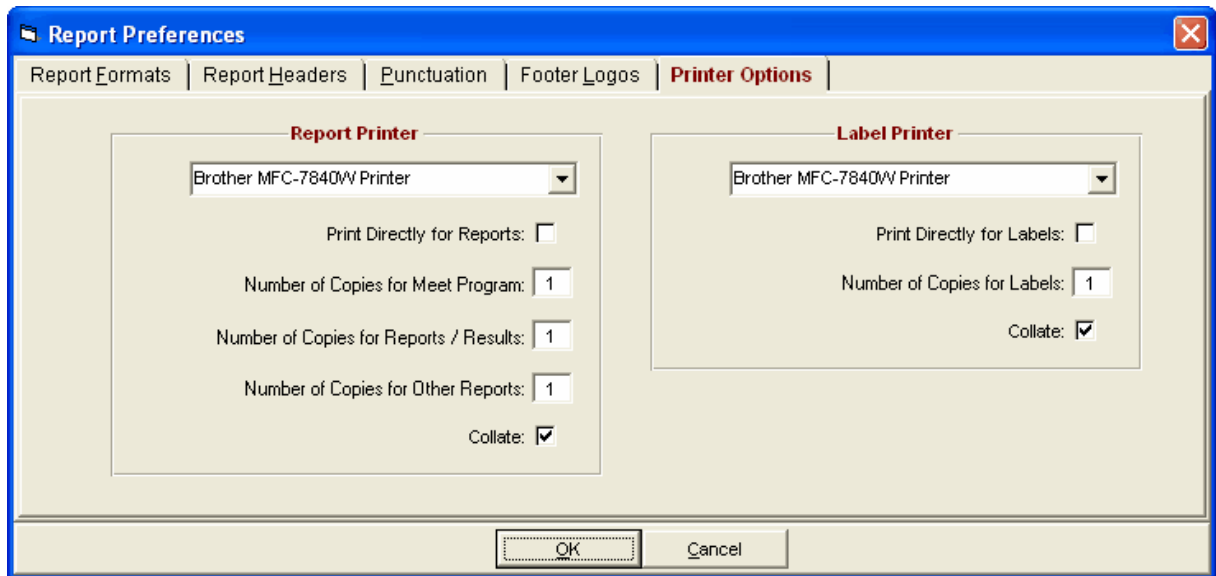 Report Preferences
Report Formats
Report Headers
Punctuation
Footer Logos
Printer Options
Report Printer
Brother MFC-7840W Printer
Print Directly for Reports:
Number of Copies for Meet Program: 1
Number of Copies for Reports / Results: 1
Number of Copies for Other Reports: 1
Collate:
Label Printer
Brother MFC-7840W Printer
Print Directly for Labels:
Number of Copies for Labels: 1
Collate:
OK
Cancel